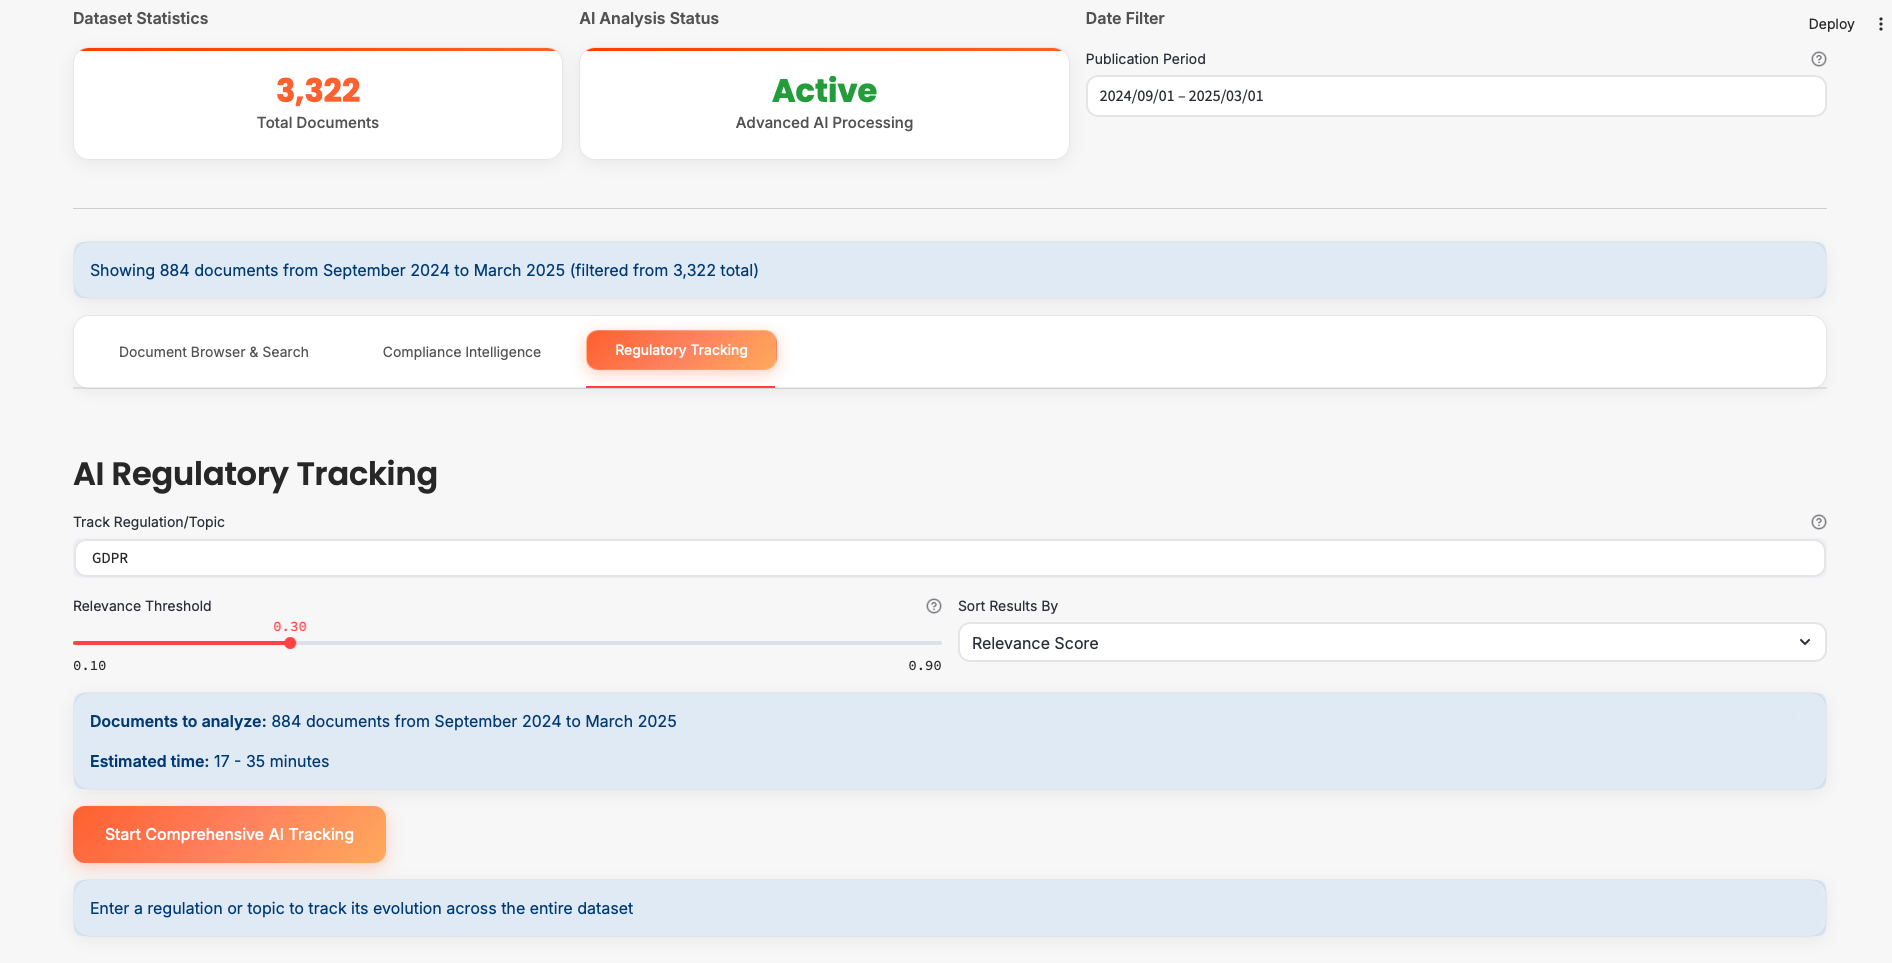 Dataset Statistics
AI Analysis Status
Date Filter
Deploy
3,322
Total Documents
Active
Advanced AI Processing
Publication Period
2024/09/01 – 2025/03/01
Showing 884 documents from September 2024 to March 2025 (filtered from 3,322 total)
Document Browser & Search
Compliance Intelligence
Regulatory Tracking
AI Regulatory Tracking
Track Regulation/Topic
GDPR
Relevance Threshold
0.30
0.10
0.90
Sort Results By
Relevance Score
Documents to analyze: 884 documents from September 2024 to March 2025
Estimated time: 17 - 35 minutes
Start Comprehensive AI Tracking
Enter a regulation or topic to track its evolution across the entire dataset